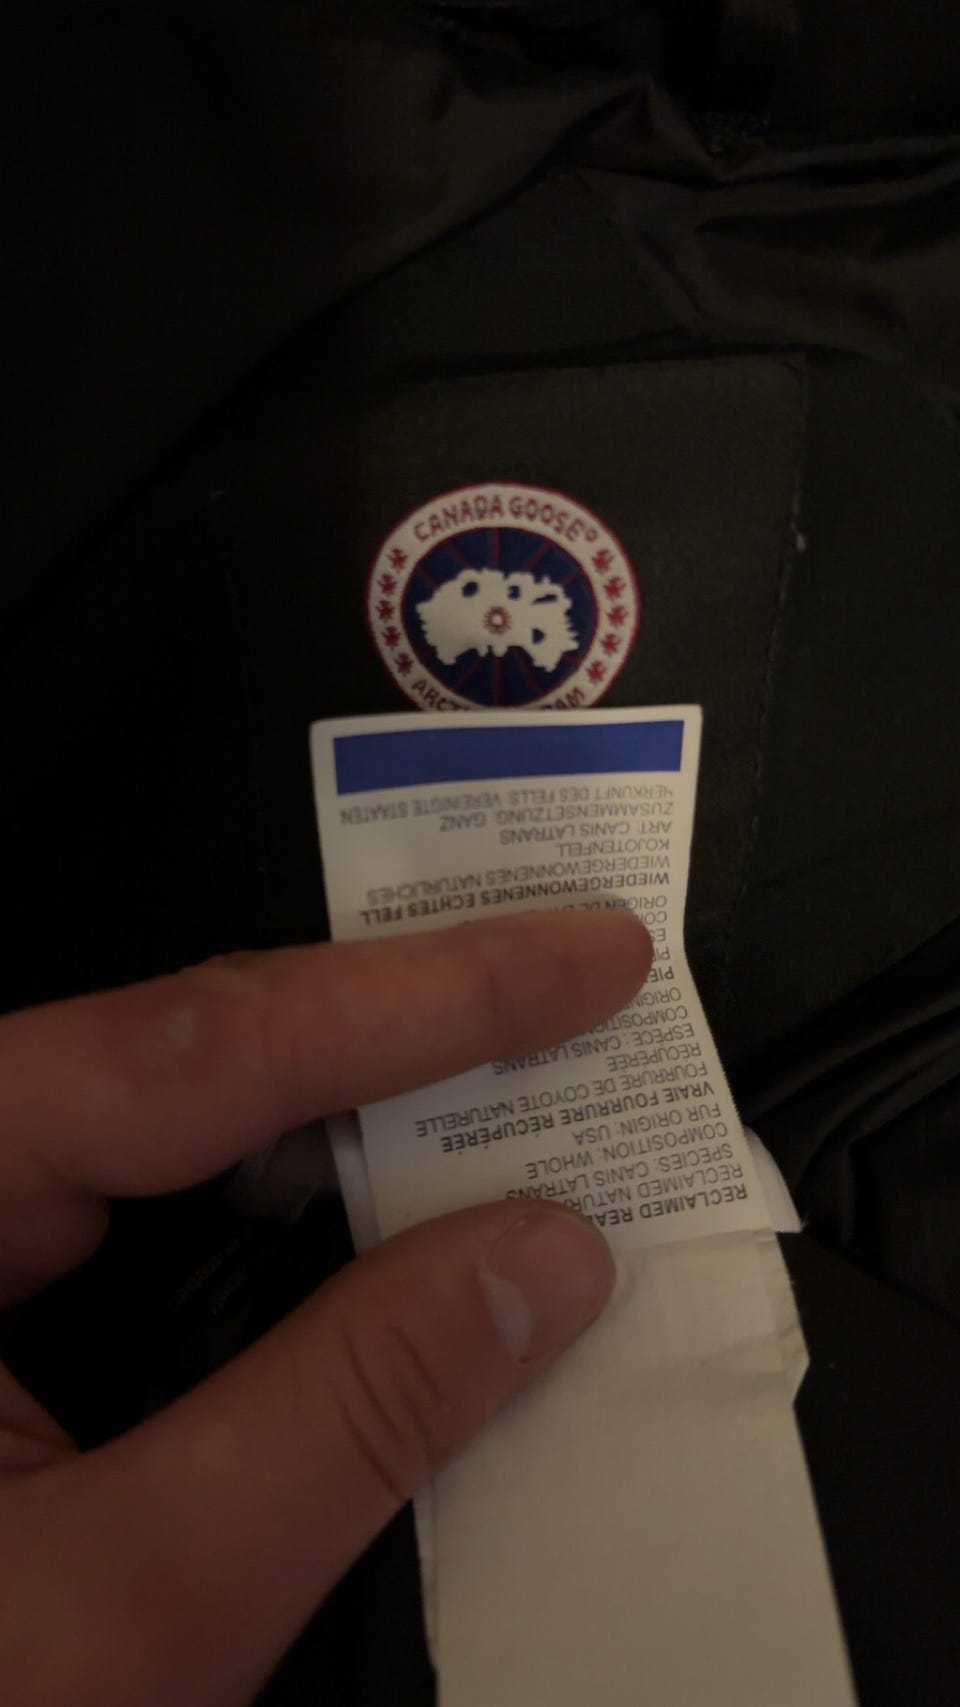 CANADA GOOSE®
RECLAIMED REAL
RECLAIMED
SPECIES: CANIS LATRANS
COMPOSITION: WHOLE
FUR ORIGIN: USA
VRAIE FOURRURE RÉCUPÉRÉE
FOURRURE DE COYOTE NATURELLE
RÉCUPÉRÉE
ESPÈCE : CANIS LATRANS
COMPOSITION
WIEDERGEWONNENES ECHTES FELL
WIEDERGEWONNENES NATÜRLICHES
KOJOTENFELL
ART: CANIS LATRANS
ZUSAMMENSETZUNG: GANZ
HERKUNFT DES FELLS: VEREINIGTE STAATEN